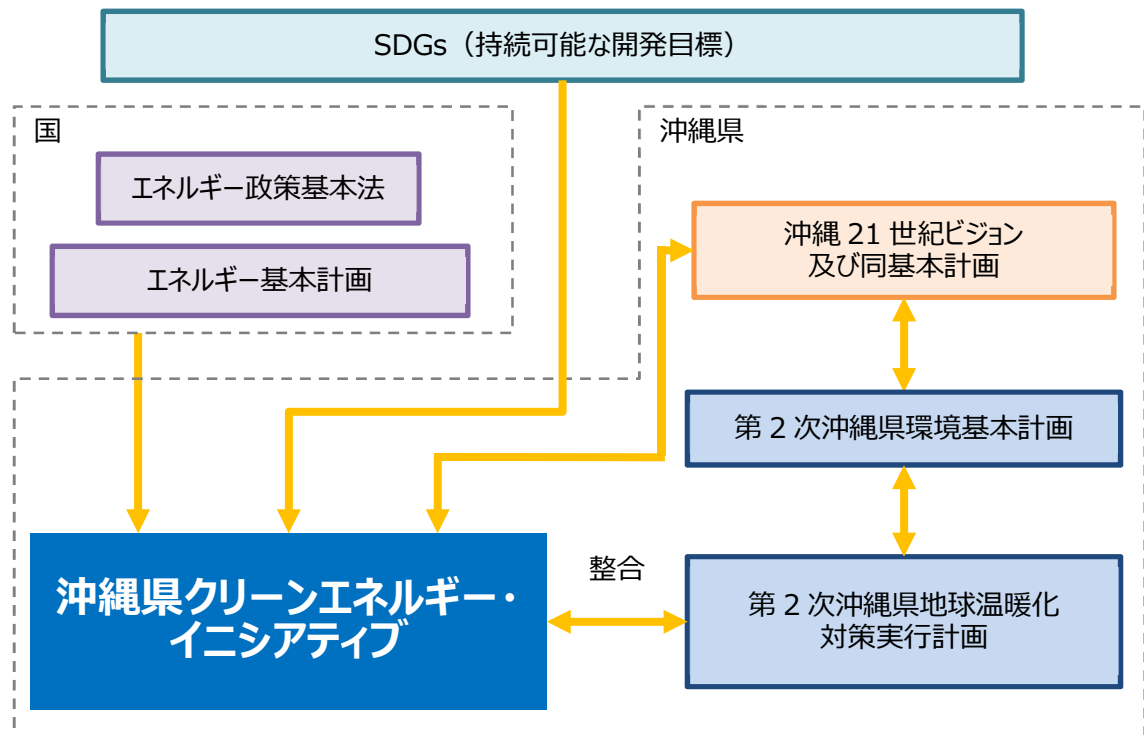 SDGs（持続可能な開発目標）
国
エネルギー政策基本法
エネルギー基本計画
沖縄県
沖縄 21 世紀ビジョン
及び同基本計画
第 2 次沖縄県環境基本計画
沖縄県クリーンエネルギー・
イニシアティブ
整合
第 2 次沖縄県地球温暖化
対策実行計画